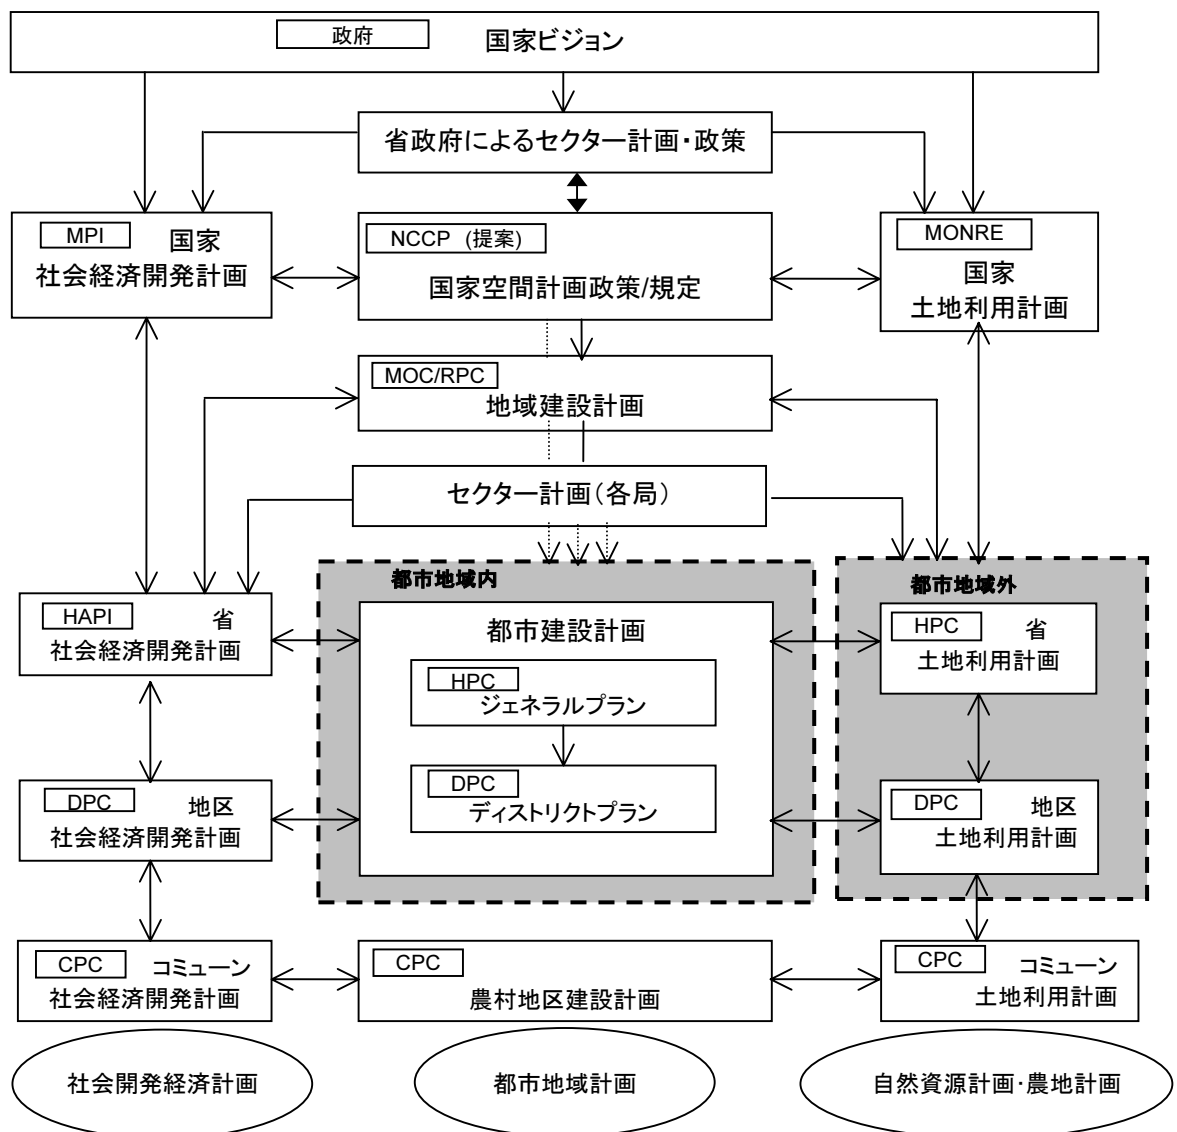 政府 国家ビジョン
省政府によるセクター計画・政策
MPI 国家
社会経済開発計画
NCCP (提案)
国家空間計画政策/規定
MONRE
国家
土地利用計画
MOC/RPC
地域建設計画
セクター計画(各局)
都市地域内
都市地域外
HAPI 省
社会経済開発計画
都市建設計画
HPC
ジェネラルプラン
DPC
ディストリクトプラン
HPC 省
土地利用計画
DPC 地区
社会経済開発計画
DPC 地区
土地利用計画
CPC コミューン
社会経済開発計画
CPC
農村地区建設計画
CPC コミューン
土地利用計画
社会開発経済計画
都市地域計画
自然資源計画・農地計画